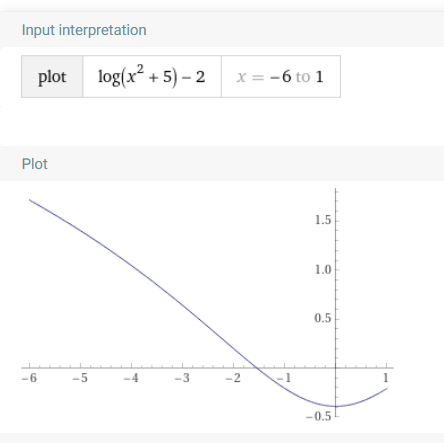 Input interpretation
plot log(x² + 5) − 2 x = −6 to 1
Plot
1.5
1.0
0.5
−6 −5 −4 −3 −2 −1 1
−0.5